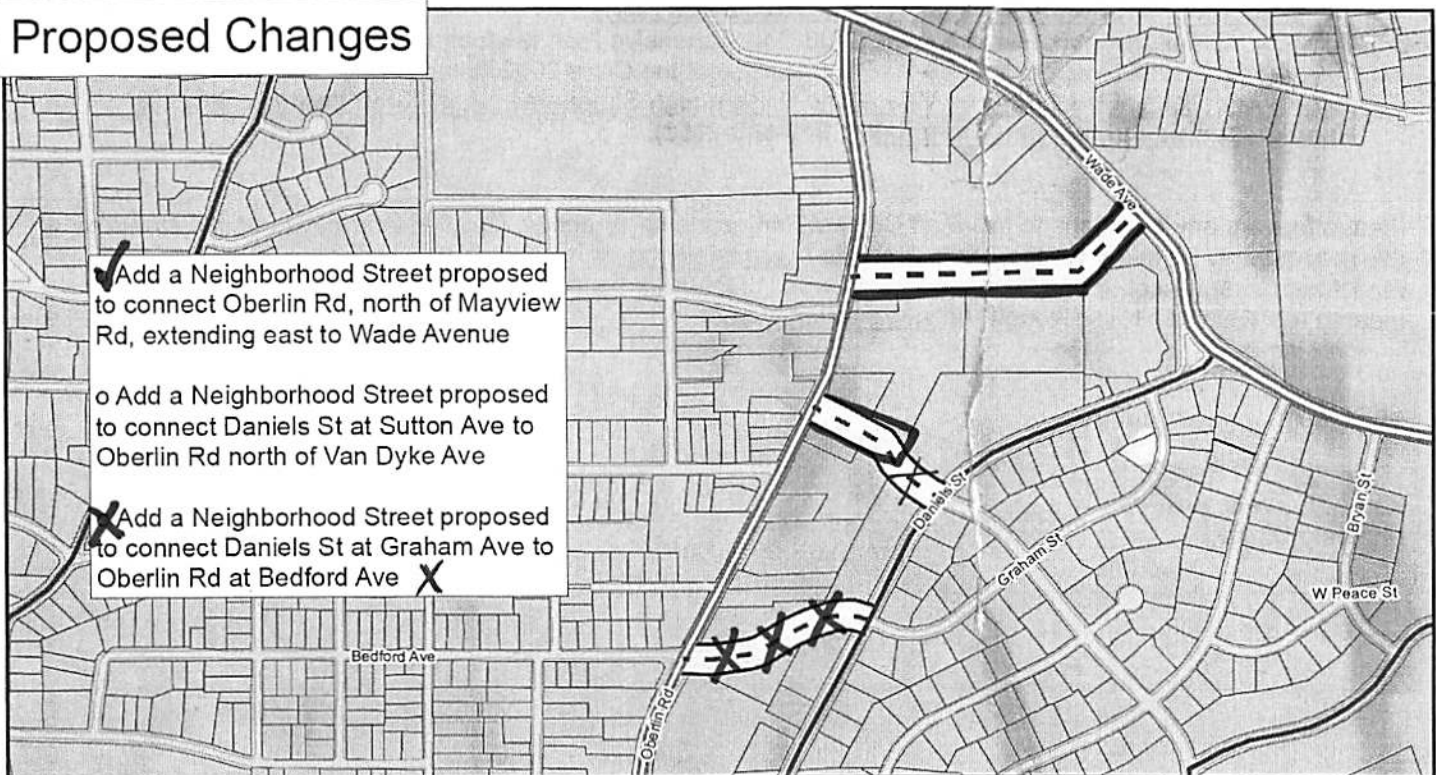 Proposed Changes
Wade Ave
✓Add a Neighborhood Street proposed
to connect Oberlin Rd, north of Mayview
Rd, extending east to Wade Avenue
o Add a Neighborhood Street proposed
to connect Daniels St at Sutton Ave to
Oberlin Rd north of Van Dyke Ave
X Add a Neighborhood Street proposed
to connect Daniels St at Graham Ave to
Oberlin Rd at Bedford Ave X
Daniels St
Bryan St
Graham St
W Peace St
Bedford Ave
Oberlin Rd